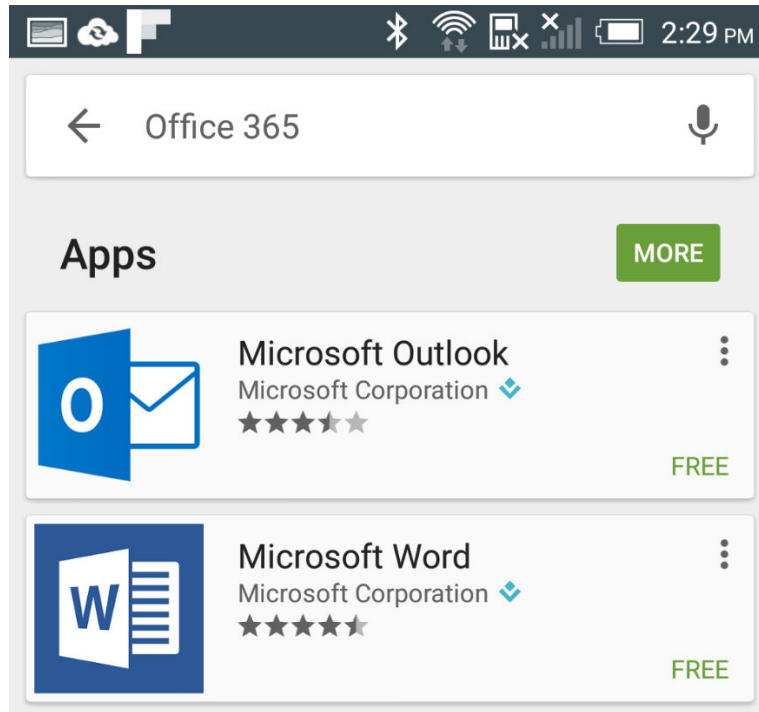 2:29 PM
Office 365
Apps
MORE
Microsoft Outlook
Microsoft Corporation
FREE
O
Microsoft Word
Microsoft Corporation
FREE
W